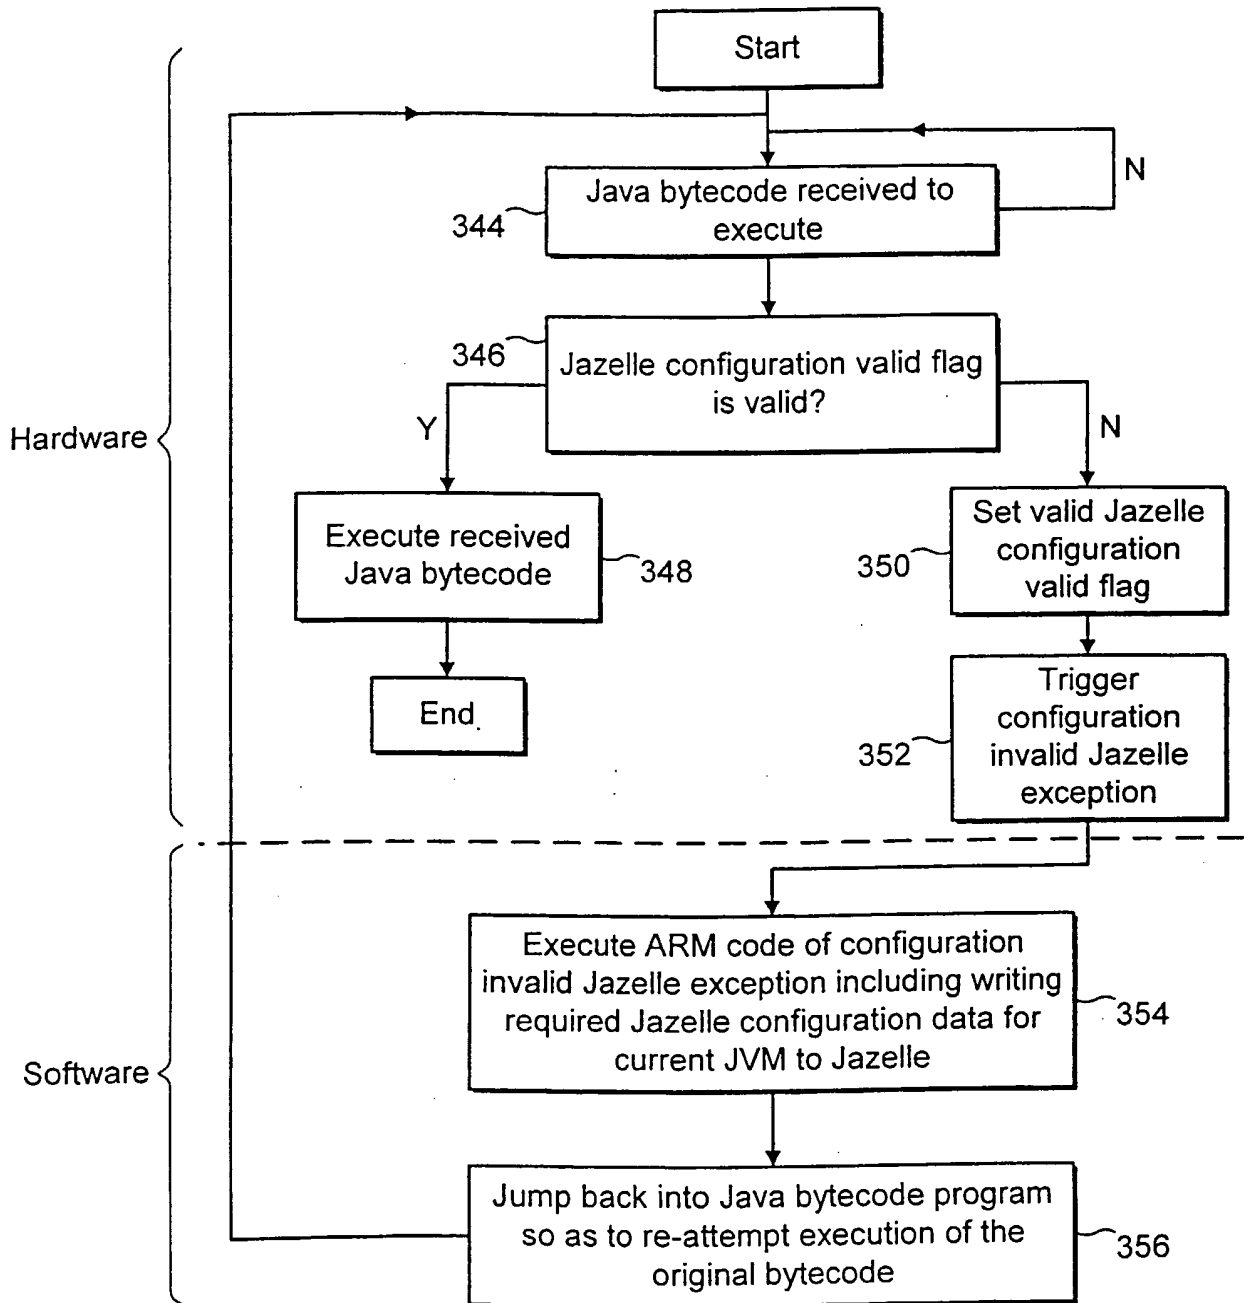 Start
Java bytecode received to
execute
N
344
346
Jazelle configuration valid flag
is valid?
Hardware
Y
N
Execute received
Java bytecode
348
Set valid Jazelle
configuration
valid flag
350
End
Trigger
configuration
invalid Jazelle
exception
352
Execute ARM code of configuration
invalid Jazelle exception including writing
required Jazelle configuration data for
current JVM to Jazelle
354
Software
Jump back into Java bytecode program
so as to re-attempt execution of the
original bytecode
356